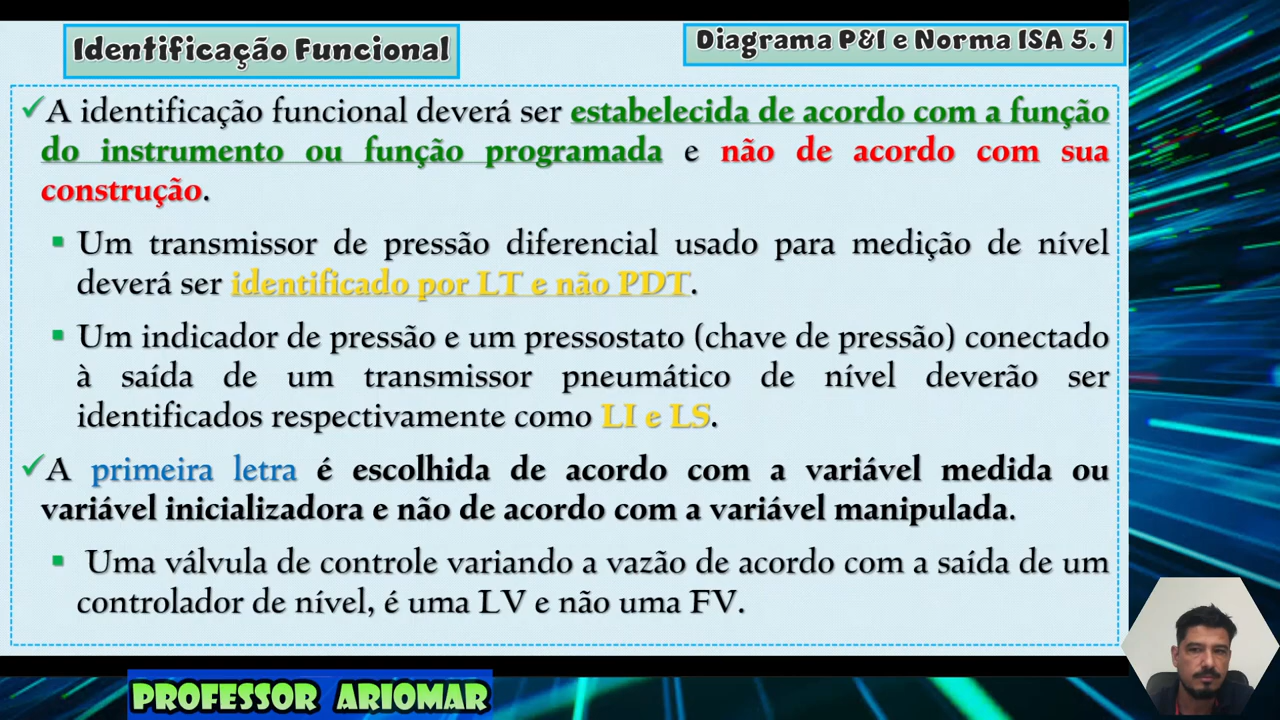 Identificação Funcional
Diagrama P&I e Norma ISA 5.1
✓A identificação funcional deverá ser estabelecida de acordo com a função
do instrumento ou função programada e não de acordo com sua
construção.
▪ Um transmissor de pressão diferencial usado para medição de nível
deverá ser identificado por LT e não PDT.
▪ Um indicador de pressão e um pressostato (chave de pressão) conectado
à saída de um transmissor pneumático de nível deverão ser
identificados respectivamente como LI e LS.
✓A primeira letra é escolhida de acordo com a variável medida ou
variável inicializadora e não de acordo com a variável manipulada.
▪ Uma válvula de controle variando a vazão de acordo com a saída de um
controlador de nível, é uma LV e não uma FV.
PROFESSOR ARIOMAR